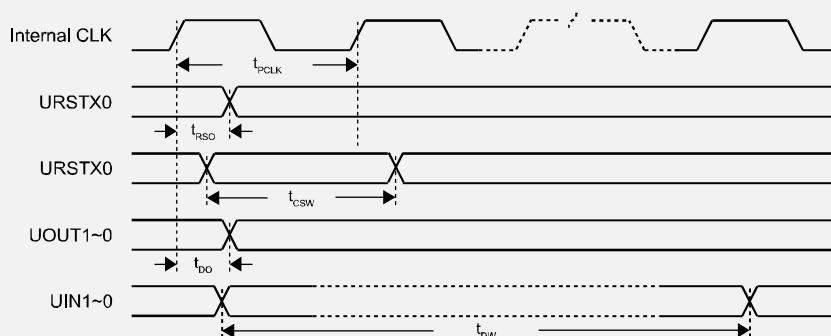 Internal CLK
tPCLK
URSTX0
tRSO
URSTX0
tCSW
UOUT1~0
tDO
UIN1~0
tDW